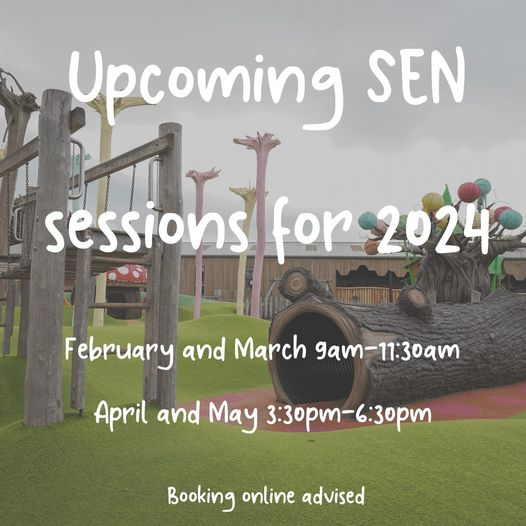 Upcoming SEN
sessions for 2024
February and March 9am-11:30am
April and May 3:30pm-6:30pm
Booking online advised